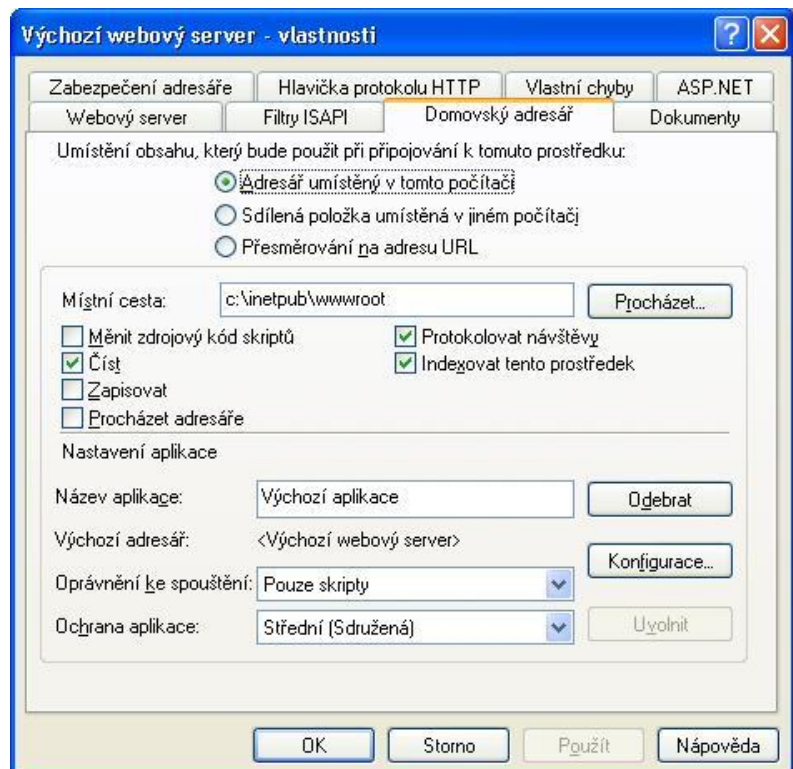 Výchozí webový server - vlastnosti
Zabezpečení adresáře Hlavička protokolu HTTP Vlastní chyby ASP.NET
Webový server Filtry ISAPI Domovský adresář Dokumenty
Umístění obsahu, který bude použit při připojování k tomuto prostředku:
Adresář umístěný v tomto počítači
Sdílená položka umístěná v jiném počítači
Přesměrování na adresu URL
Místní cesta: c:\inetpub\wwwroot Procházet...
Měnit zdrojový kód skriptů Protokolovat návštěvy
Číst Indexovat tento prostředek
Zapisovat
Procházet adresáře
Nastavení aplikace
Název aplikace: Výchozí aplikace Odebrat
Výchozí adresář: <Výchozí webový server>
Konfigurace...
Oprávnění ke spouštění: Pouze skripty
Ochrana aplikace: Střední (Sdružená) Uvolnit
OK Storno Použít Nápověda